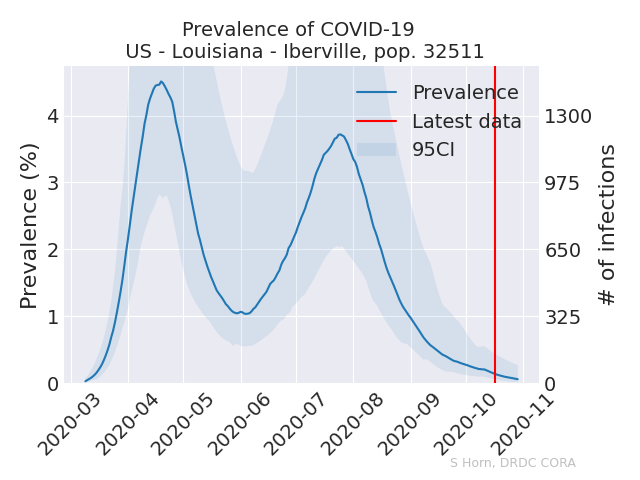 Prevalence of COVID-19
US - Louisiana - Iberville, pop. 32511
Prevalence
Latest data
95CI
Prevalence (%)
4
3
2
1
0
1300
975
650
325
0
# of infections
2020-03
2020-04
2020-05
2020-06
2020-07
2020-08
2020-09
2020-10
2020-11
S Horn, DRDC CORA